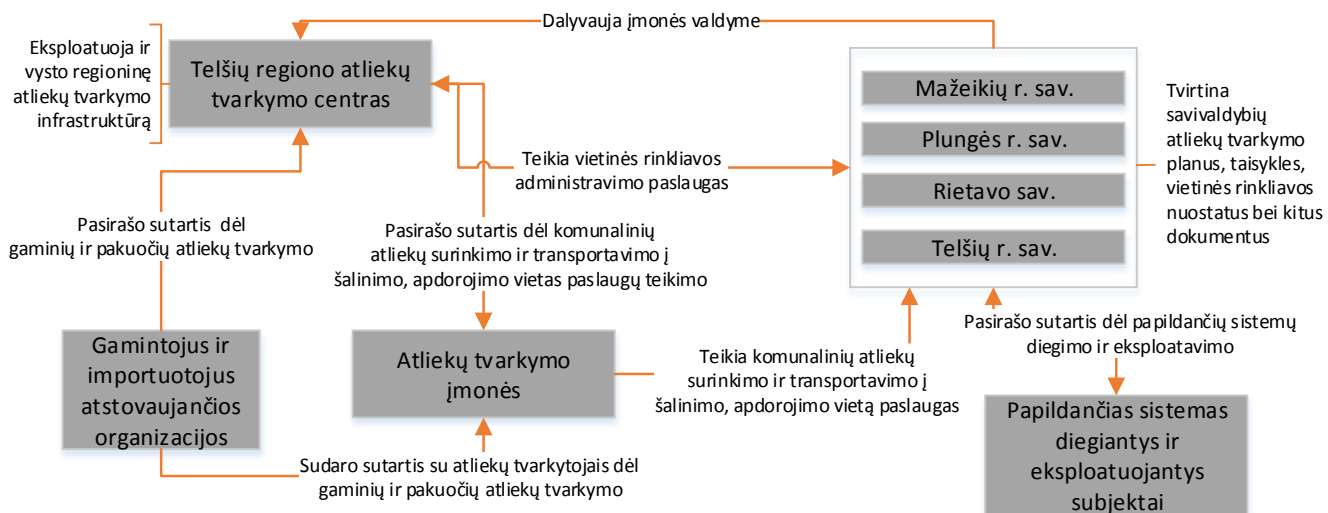 Dalyvauja įmonės valdyme
Eksploatuoja ir
vysto regioninę
atliekų tvarkymo
infrastruktūrą
Telšių regiono atliekų
tvarkymo centras
Mažeikių r. sav.
Plungės r. sav.
Rietavo sav.
Telšių r. sav.
Tvirtina
savivaldybių
atliekų tvarkymo
planus, taisykles,
vietinės rinkliavos
nuostatus bei kitus
dokumentus
Teikia vietinės rinkliavos
administravimo paslaugas
Pasirašo sutartis dėl
gaminių ir pakuočių atliekų tvarkymo
Pasirašo sutartis dėl komunalinių
atliekų surinkimo ir transportavimo į
šalinimo, apdorojimo vietas paslaugų teikimo
Gamintojus ir
importuotojus
atstovaujančios
organizacijos
Atliekų tvarkymo
įmonės
Teikia komunalinių atliekų
surinkimo ir transportavimo į
šalinimo, apdorojimo vietą paslaugas
Pasirašo sutartis dėl papildančių sistemų
diegimo ir eksploatavimo
Papildančias sistemas
diegiantys ir
eksploatuojantys
subjektai
Sudaro sutartis su atliekų tvarkytojais dėl
gaminių ir pakuočių atliekų tvarkymo